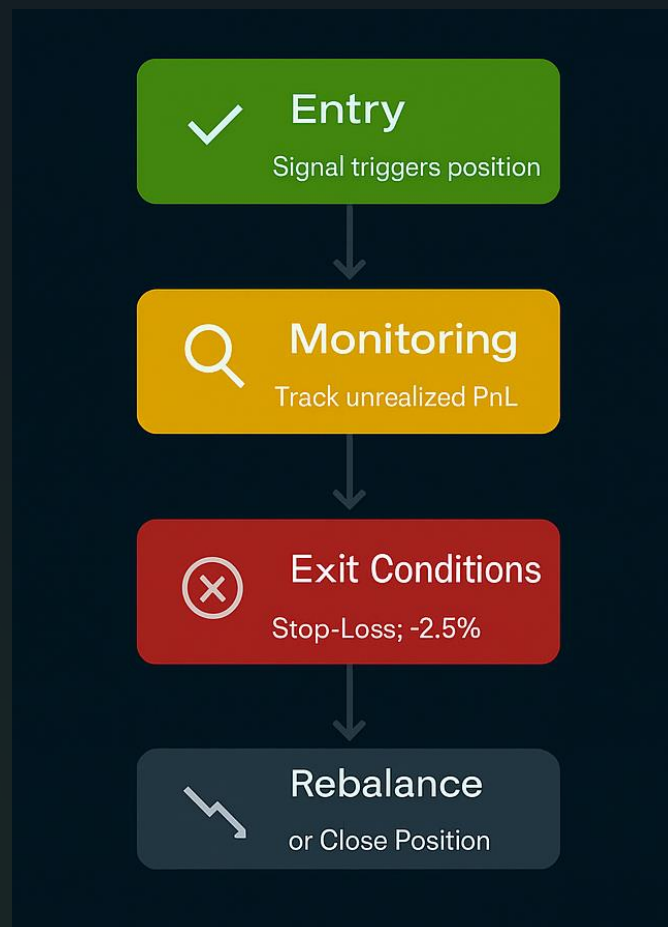 Entry
Signal triggers position
Monitoring
Track unrealized PnL
Exit Conditions
Stop-Loss; -2.5%
Rebalance
or Close Position